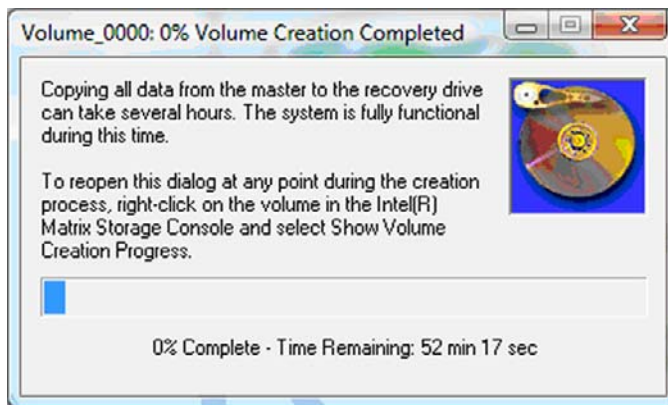 Volume_0000: 0% Volume Creation Completed
Copying all data from the master to the recovery drive
can take several hours. The system is fully functional
during this time.
To reopen this dialog at any point during the creation
process, right-click on the volume in the Intel(R)
Matrix Storage Console and select Show Volume
Creation Progress.
0% Complete - Time Remaining: 52 min 17 sec